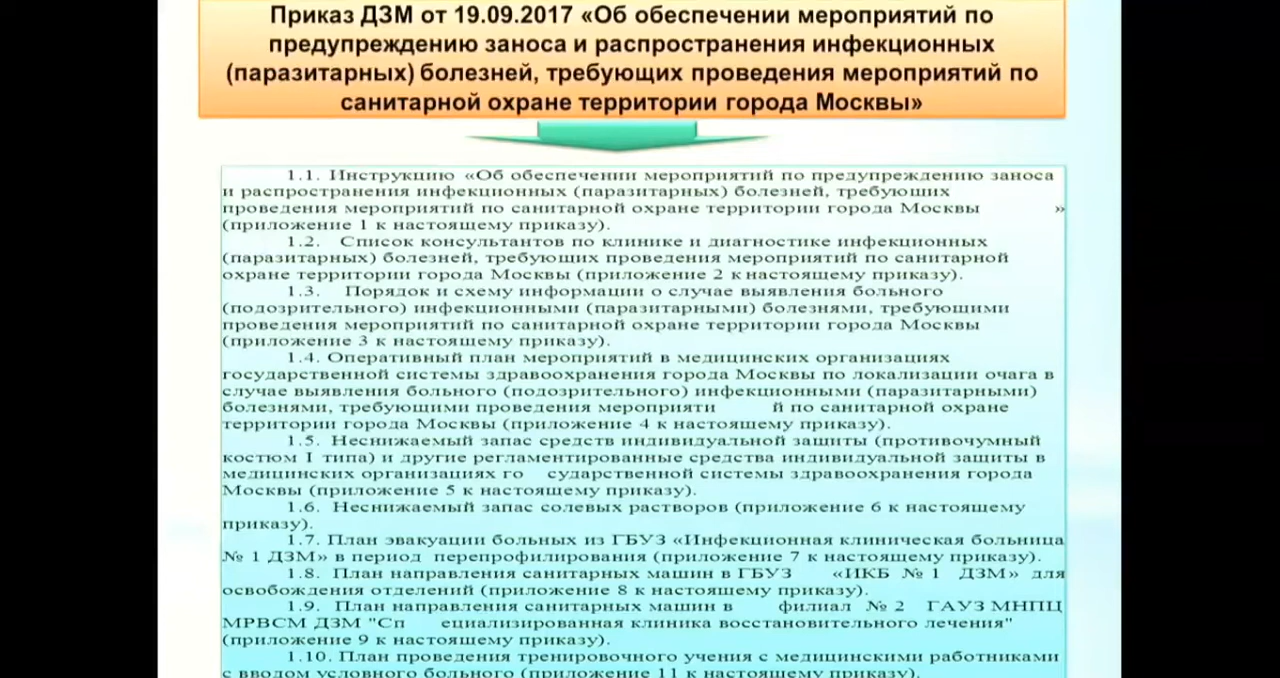 Приказ ДЗМ от 19.09.2017 «Об обеспечении мероприятий по
предупреждению заноса и распространения инфекционных
(паразитарных) болезней, требующих проведения мероприятий по
санитарной охране территории города Москвы»
1.1. Инструкцию «Об обеспечении мероприятий по предупреждению заноса
и распространения инфекционных (паразитарных) болезней, требующих
проведения мероприятий по санитарной охране территории города Москвы »
(приложение 1 к настоящему приказу).
1.2. Список консультантов по клинике и диагностике инфекционных
(паразитарных) болезней, требующих проведения мероприятий по санитарной
охране территории города Москвы (приложение 2 к настоящему приказу).
1.3. Порядок и схему информации о случае выявления больного
(подозрительного) инфекционными (паразитарными) болезнями, требующими
проведения мероприятий по санитарной охране территории города Москвы
(приложение 3 к настоящему приказу).
1.4. Оперативный план мероприятий в медицинских организациях
государственной системы здравоохранения города Москвы по локализации очага в
случае выявления больного (подозрительного) инфекционными (паразитарными)
болезнями, требующими проведения мероприяти й по санитарной охране
территории города Москвы (приложение 4 к настоящему приказу).
1.5. Неснижаемый запас средств индивидуальной защиты (противочумный
костюм I типа) и другие регламентированные средства индивидуальной защиты в
медицинских организациях го сударственной системы здравоохранения города
Москвы (приложение 5 к настоящему приказу).
1.6. Неснижаемый запас солевых растворов (приложение 6 к настоящему
приказу).
1.7. План эвакуации больных из ГБУЗ «Инфекционная клиническая больница
№ 1 ДЗМ» в период перепрофилирования (приложение 7 к настоящему приказу).
1.8. План направления санитарных машин в ГБУЗ «ИКБ № 1 ДЗМ» для
освобождения отделений (приложение 8 к настоящему приказу).
1.9. План направления санитарных машин в филиал № 2 ГАУЗ МНПЦ
МРВСМ ДЗМ "Сп ециализированная клиника восстановительного лечения"
(приложение 9 к настоящему приказу).
1.10. План проведения тренировочного учения с медицинскими работниками
с вводом условного больного (приложение 11 к настоящему приказу).